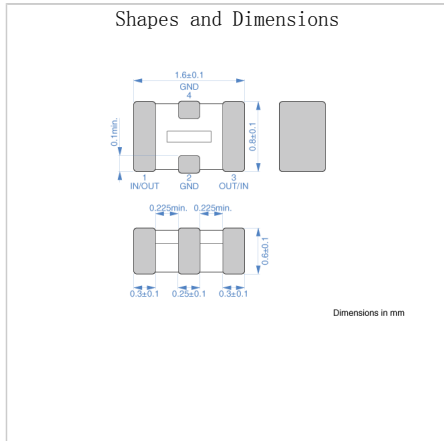 Shapes and Dimensions
1.6±0.1
GND
4
0.1min.
0.8±0.1
1 2 3
IN/OUT GND OUT/IN
0.225min. 0.225min.
0.6±0.1
0.3±0.1 0.25±0.1 0.3±0.1
Dimensions in mm